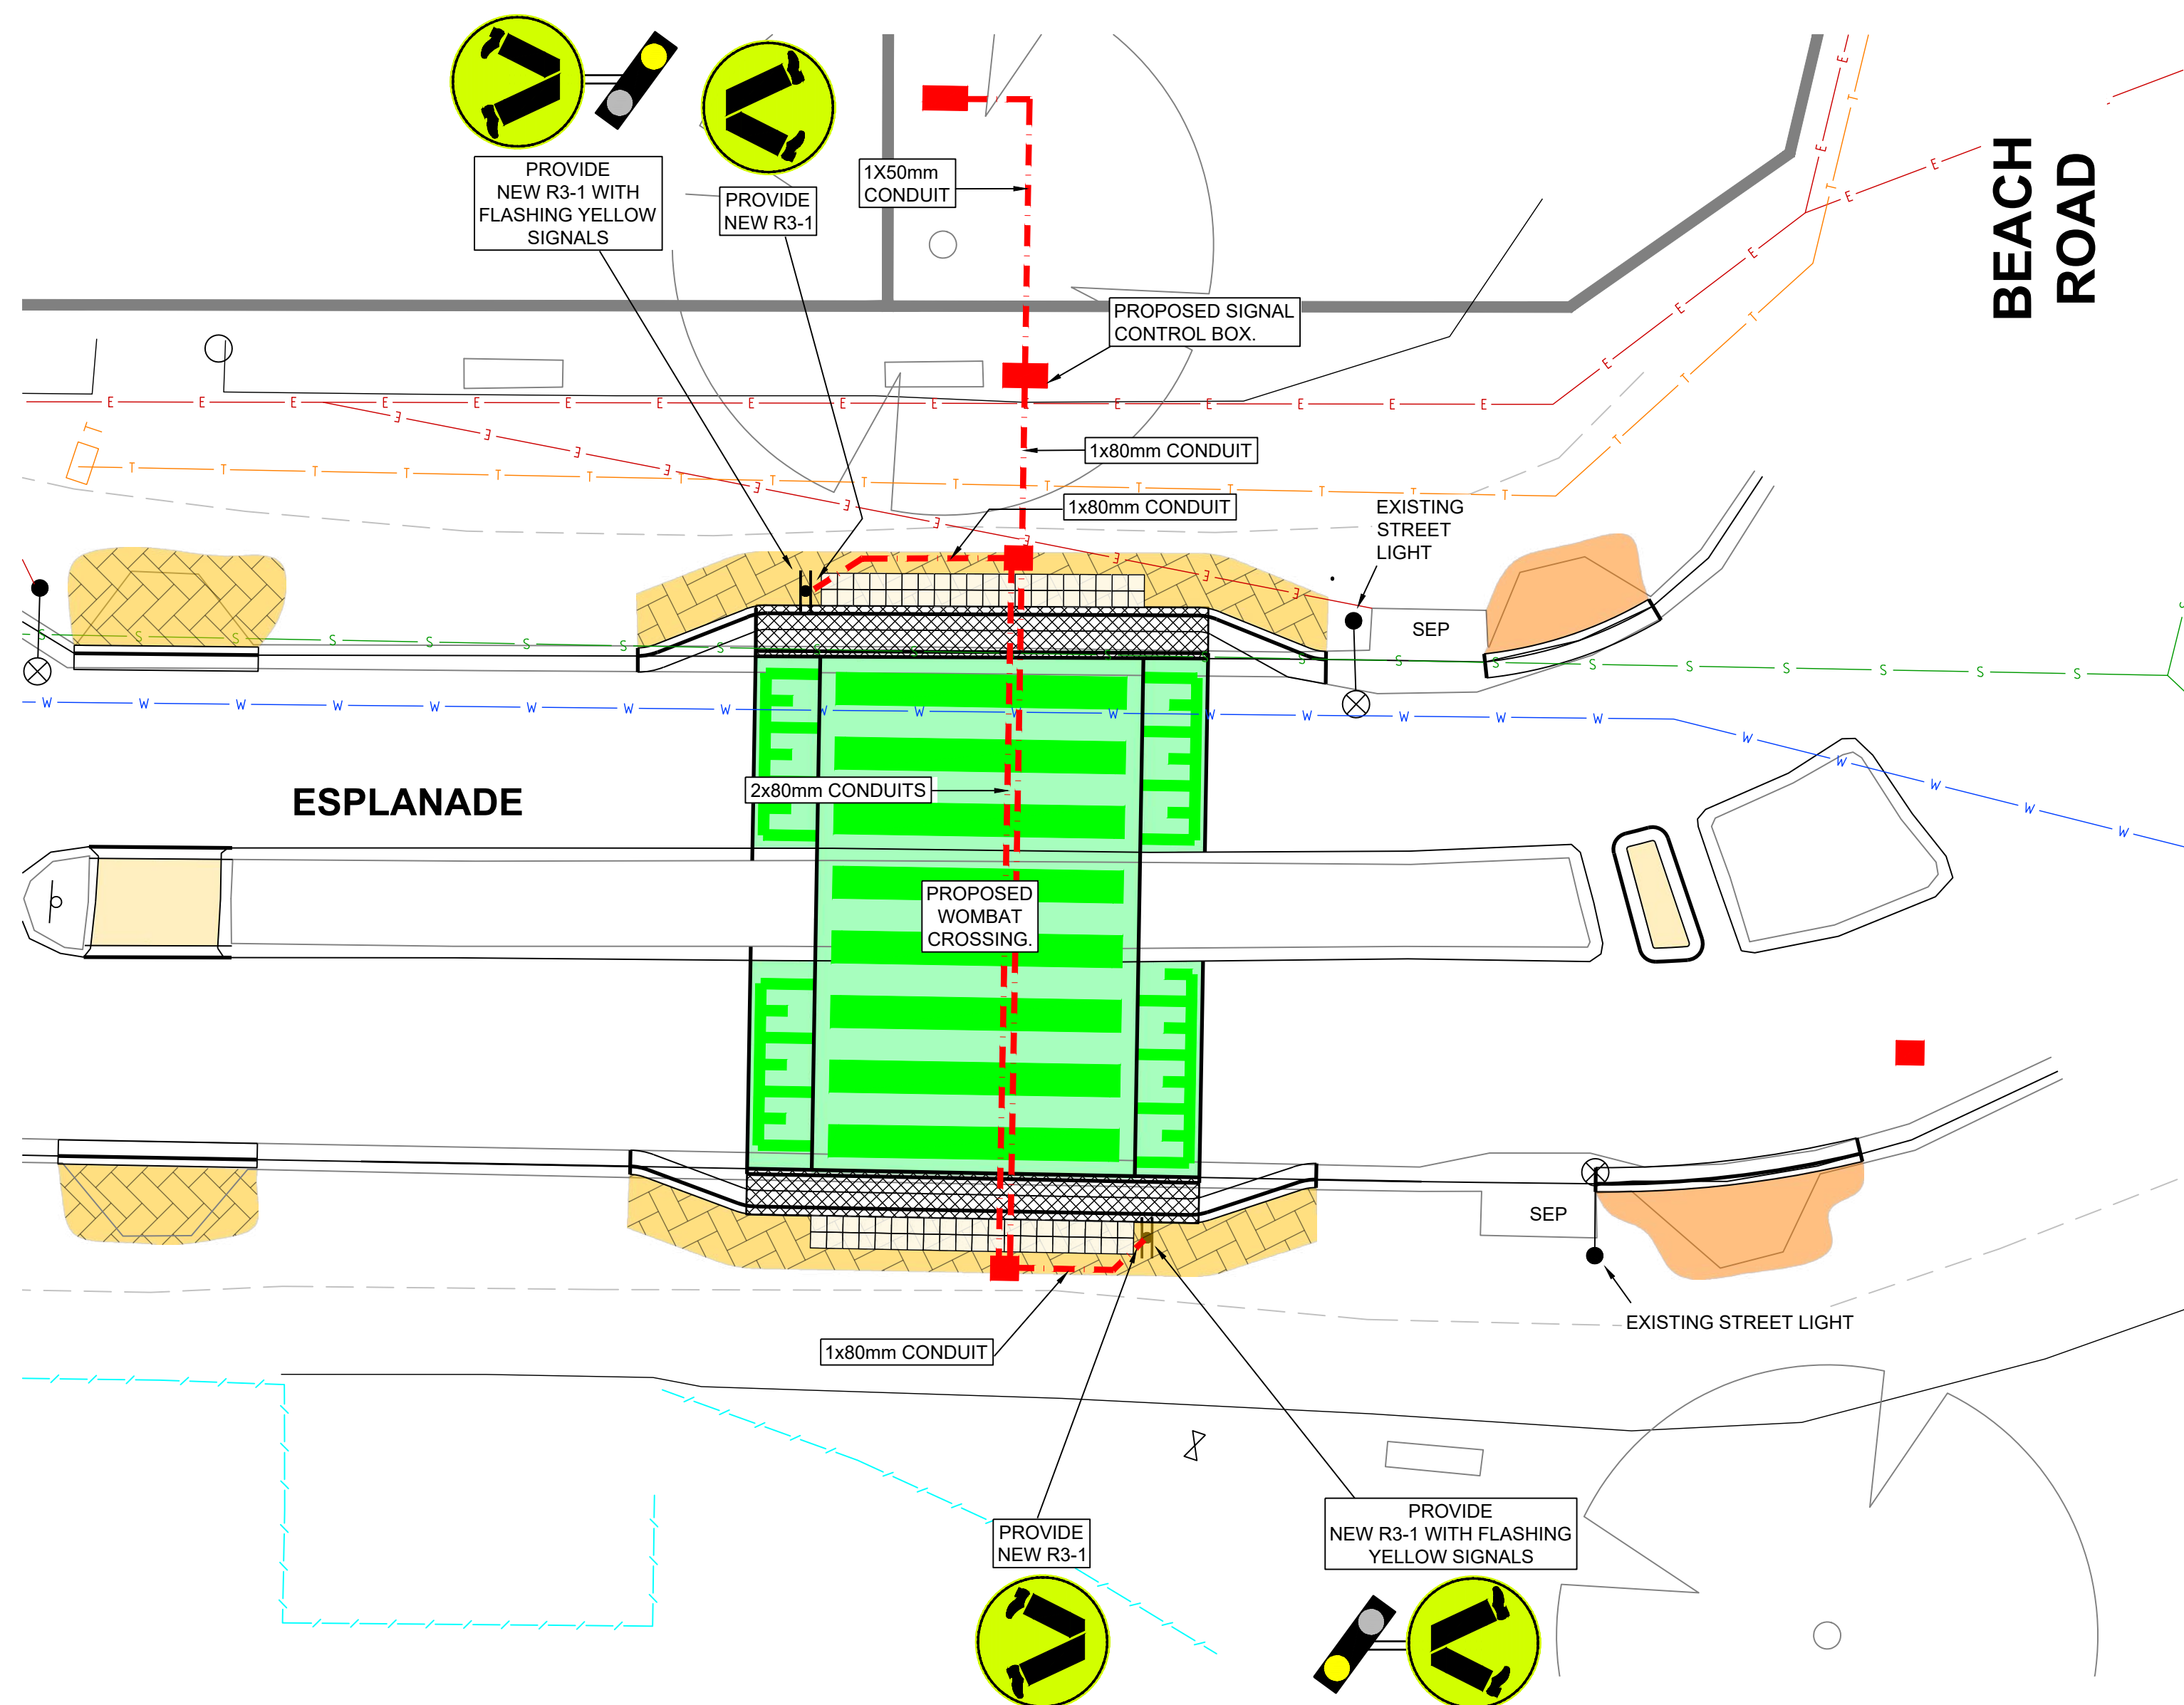 PROVIDE
NEW R3-1 WITH
FLASHING YELLOW
SIGNALS
PROVIDE
NEW R3-1
1X50mm
CONDUIT
BEACH
ROAD
PROPOSED SIGNAL
CONTROL BOX.
1x80mm CONDUIT
1x80mm CONDUIT
EXISTING
STREET
LIGHT
SEP
2x80mm CONDUITS
ESPLANADE
PROPOSED
WOMBAT
CROSSING.
SEP
EXISTING STREET LIGHT
1x80mm CONDUIT
PROVIDE
NEW R3-1
PROVIDE
NEW R3-1 WITH FLASHING
YELLOW SIGNALS